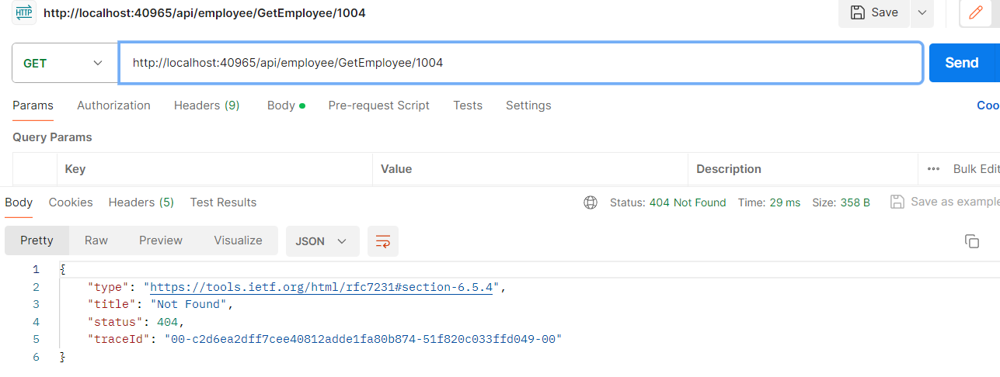 HTTP http://localhost:40965/api/employee/GetEmployee/1004 Save
GET http://localhost:40965/api/employee/GetEmployee/1004 Send
Params Authorization Headers (9) Body Pre-request Script Tests Settings Coo
Query Params
Key Value Description Bulk Edit
Body Cookies Headers (5) Test Results Status: 404 Not Found Time: 29 ms Size: 358 B Save as example
Pretty Raw Preview Visualize JSON
1 {
2 "type": "https://tools.ietf.org/html/rfc7231#section-6.5.4",
3 "title": "Not Found",
4 "status": 404,
5 "traceId": "00-c2d6ea2dff7cee40812adde1fa80b874-51f820c033ffd049-00"
6 }